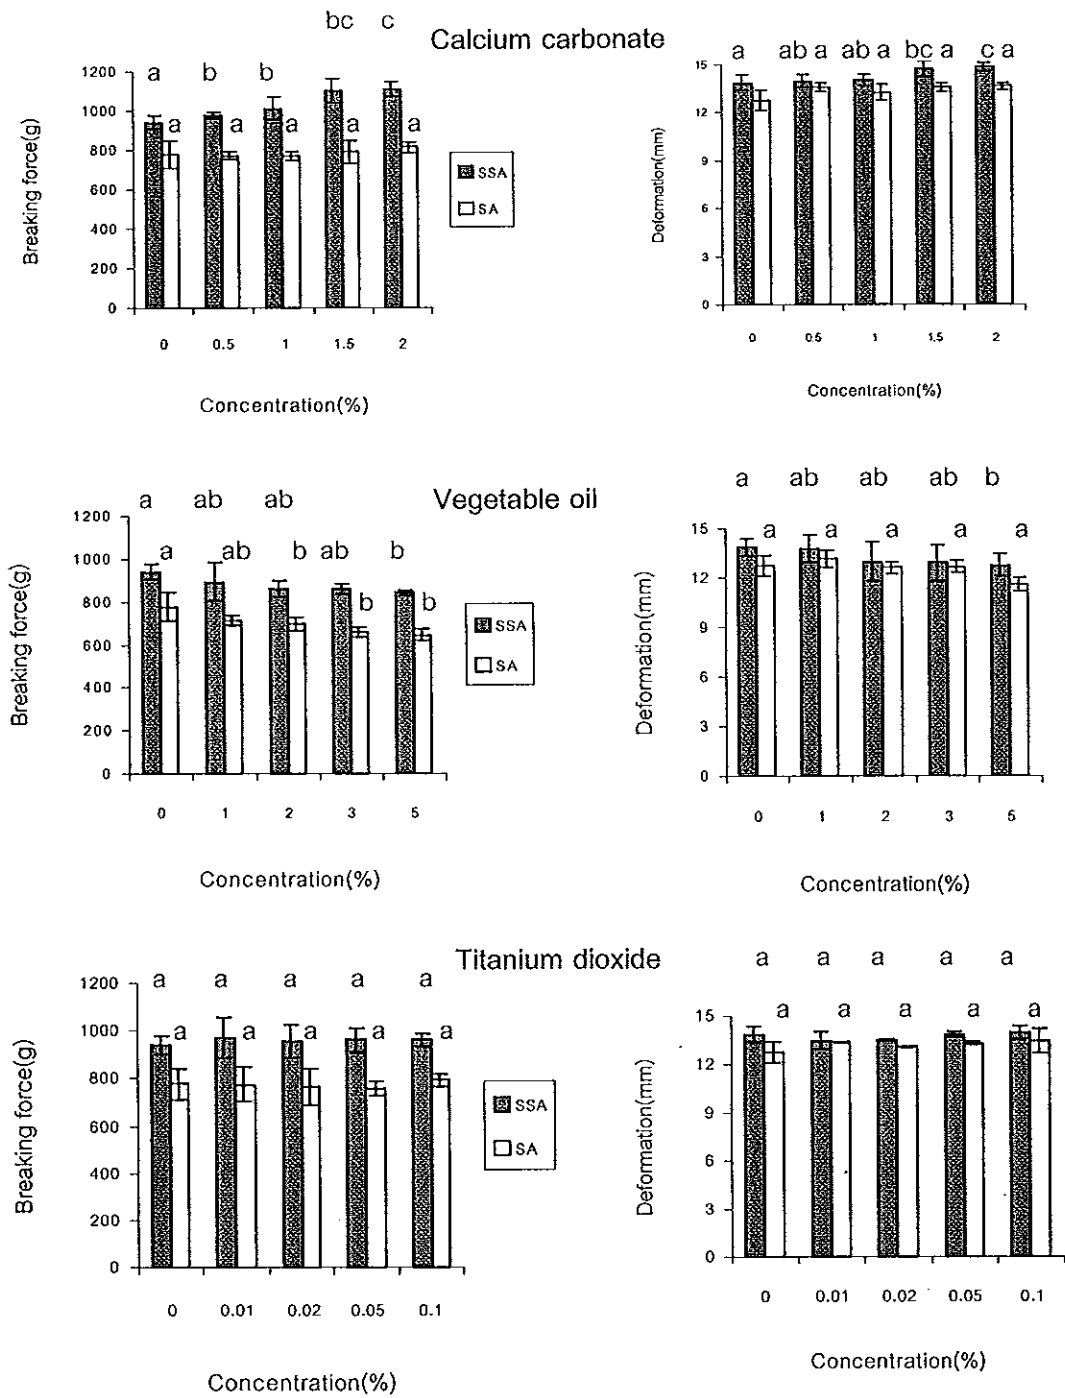 bc c
Calcium carbonate
a b b
a a a a a
1200
1000
800
600
400
200
0
Breaking force(g)
0 0.5 1 1.5 2
Concentration(%)
SSA
SA
a ab a ab a bc a c a
15
12
9
6
3
0
Deformation(mm)
0 0.5 1 1.5 2
Concentration(%)
Vegetable oil
a ab ab
a ab b ab b b b
1200
1000
800
600
400
200
0
Breaking force(g)
0 1 2 3 5
Concentration(%)
SSA
SA
a ab ab ab b
a a a a a
15
12
9
6
3
0
Deformation(mm)
0 1 2 3 5
Concentration(%)
Titanium dioxide
a a a a a
a a a a a
1200
1000
800
600
400
200
0
Breaking force(g)
0 0.01 0.02 0.05 0.1
Concentration(%)
SSA
SA
a a a a a
a a a a a
15
12
9
6
3
0
Deformation(mm)
0 0.01 0.02 0.05 0.1
Concentration(%)